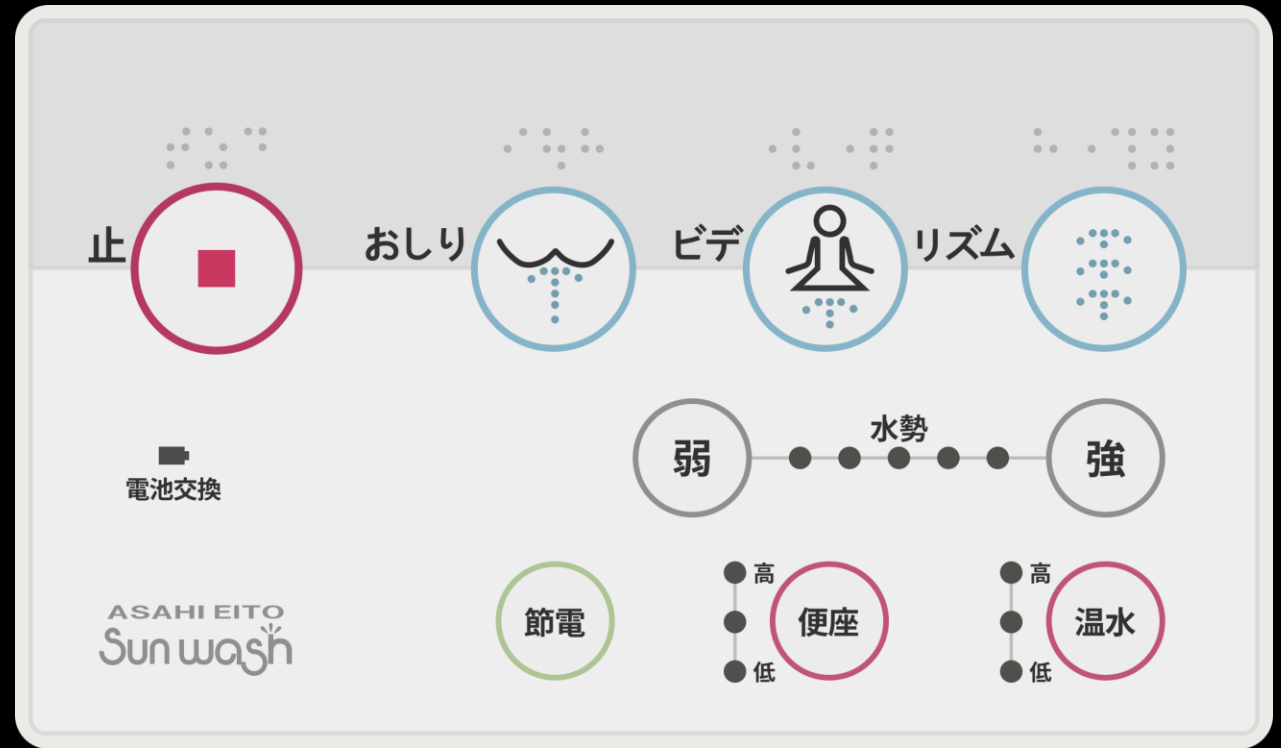 止
おしり
ビデ
リズム
弱
水勢
強
電池交換
節電
高
便座
低
高
温水
低
ASAHI EITO
Sun wash